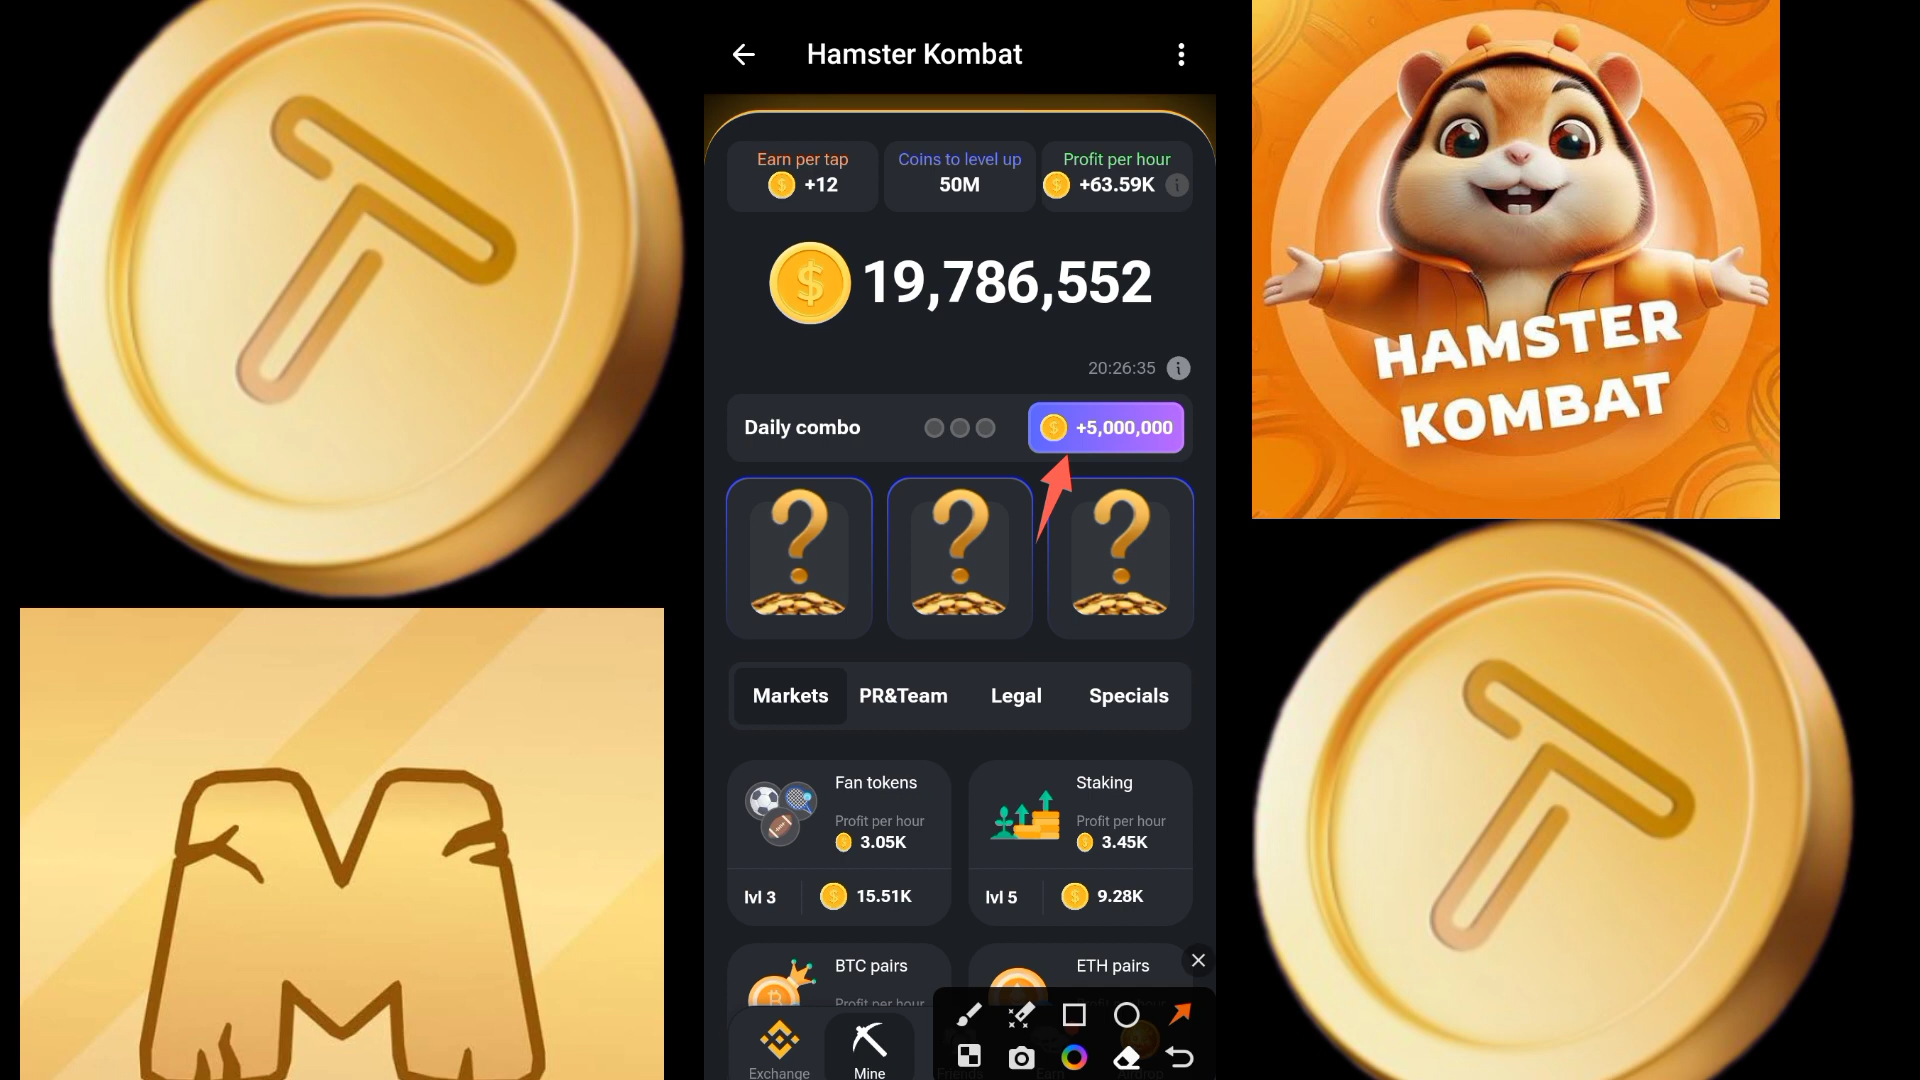 Hamster Kombat
Earn per tap
+12
Coins to level up
50M
Profit per hour
+63.59K
19,786,552
20:26:35
Daily combo
+5,000,000
Markets
PR&Team
Legal
Specials
Fan tokens
Profit per hour
3.05K
lvl 3
15.51K
Staking
Profit per hour
3.45K
lvl 5
9.28K
BTC pairs
Profit per hour
ETH pairs
Exchange
Mine
HAMSTER
KOMBAT